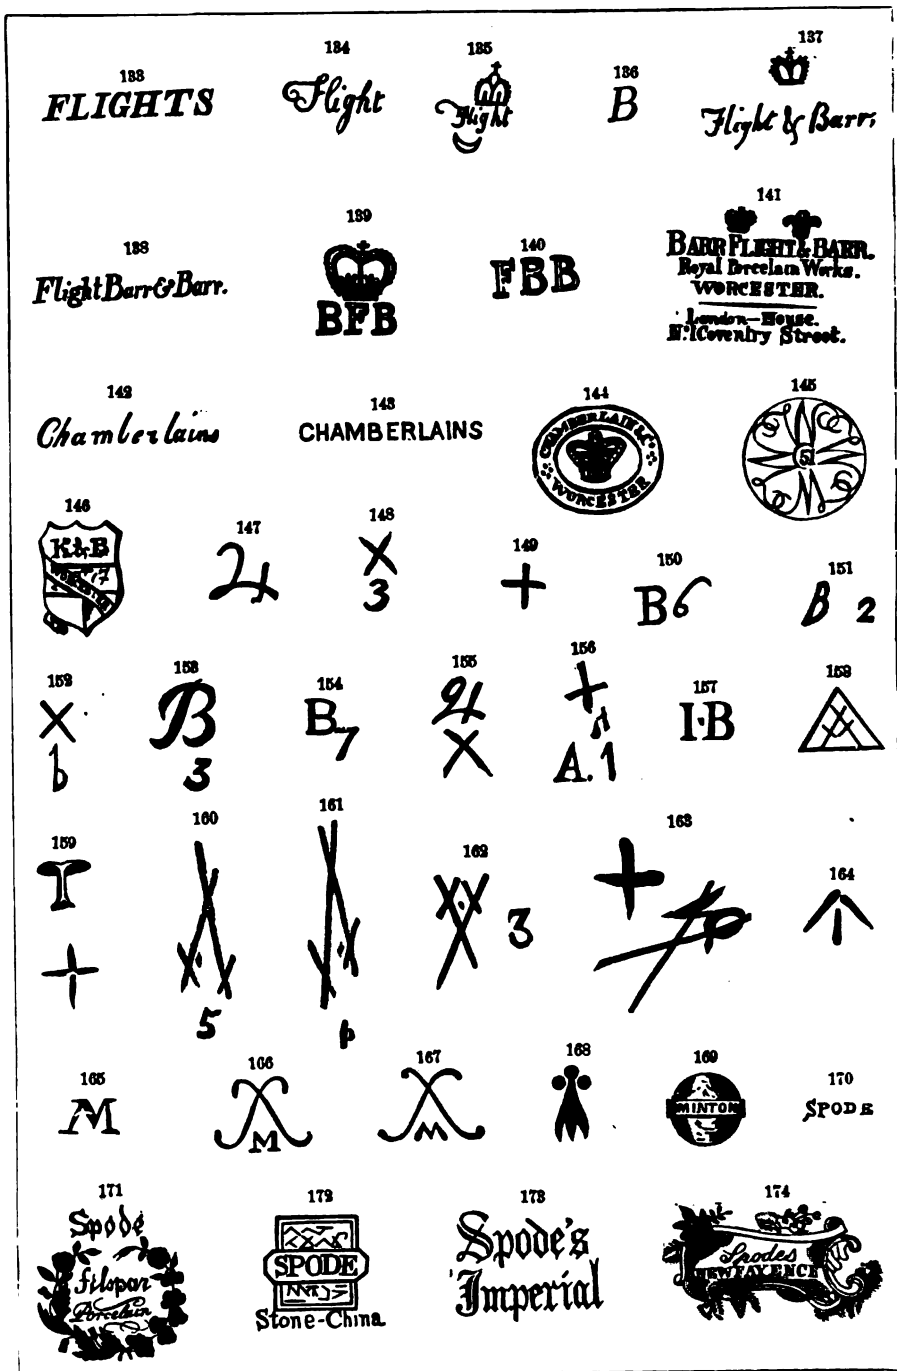 133
FLIGHTS
134
Flight
135
Flight
136
B
137
Flight & Barr,
138
Flight Barr & Barr.
139
BFB
140
FBB
141
BARR FLIGHT & BARR.
Royal Porcelain Works.
WORCESTER.
London-House.
No. 1 Coventry Street.
142
Chamberlains
143
CHAMBERLAINS
144
CHAMBERLAIN & Co
WORCESTER
145
51
146
K&B
WORCESTER
147
148
X
3
149
+
150
B6
151
B 2
152
X
b
153
B
3
154
B7
155
X
156
+
A.1
157
I·B
158
159
T
+
160
5
161
p
162
3
163
164
165
M
166
M
167
M
168
169
MINTON
170
SPODE
171
Spode
Filspar
Porcelain
172
SPODE
Stone-China
173
Spode's
Imperial
174
Spodes
NEW FAYENCE